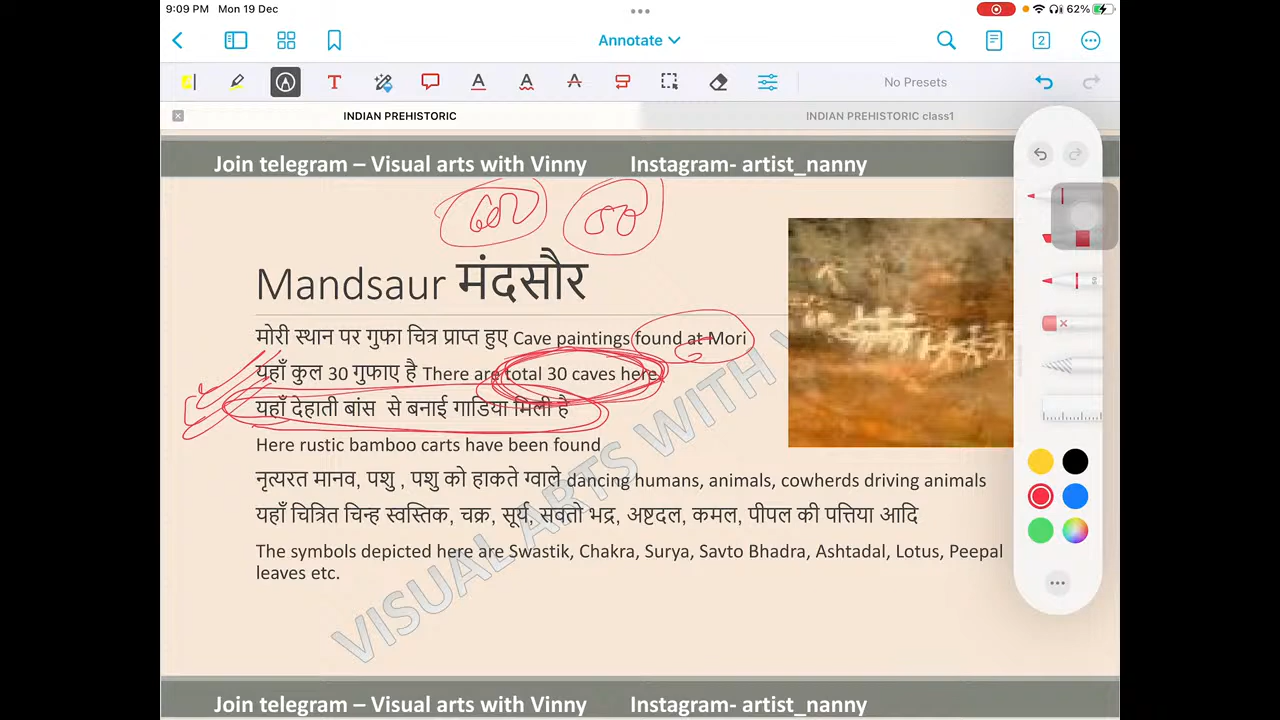 9:09 PM Mon 19 Dec
62%
Annotate
2
T
A
A
A
No Presets
INDIAN PREHISTORIC
INDIAN PREHISTORIC class1
Join telegram – Visual arts with Vinny Instagram- artist_nanny
Mandsaur मंदसौर
मोरी स्थान पर गुफा चित्र प्राप्त हुए Cave paintings found at Mori
यहाँ कुल 30 गुफाए है There are total 30 caves here
यहाँ देहाती बांस से बनाई गाडिया मिली है
Here rustic bamboo carts have been found
नृत्यरत मानव, पशु , पशु को हाकते ग्वाले dancing humans, animals, cowherds driving animals
यहाँ चित्रित चिन्ह स्वस्तिक, चक्र, सूर्य, सवतो भद्र, अष्टदल, कमल, पीपल की पत्तिया आदि
The symbols depicted here are Swastik, Chakra, Surya, Savto Bhadra, Ashtadal, Lotus, Peepal
leaves etc.
VISUAL ARTS WITH V
Join telegram – Visual arts with Vinny Instagram- artist_nanny